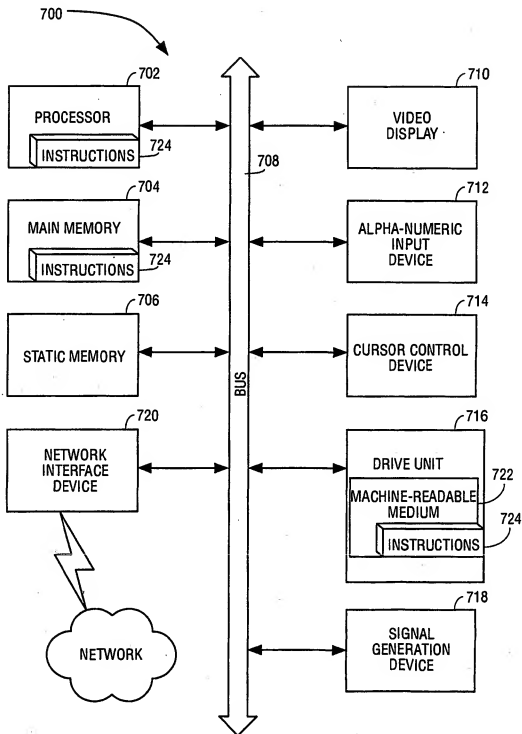 700
702
PROCESSOR
INSTRUCTIONS
724
704
MAIN MEMORY
INSTRUCTIONS
724
706
STATIC MEMORY
720
NETWORK
INTERFACE
DEVICE
NETWORK
708
BUS
710
VIDEO
DISPLAY
712
ALPHA-NUMERIC
INPUT
DEVICE
714
CURSOR CONTROL
DEVICE
716
DRIVE UNIT
722
MACHINE-READABLE
MEDIUM
724
INSTRUCTIONS
718
SIGNAL
GENERATION
DEVICE